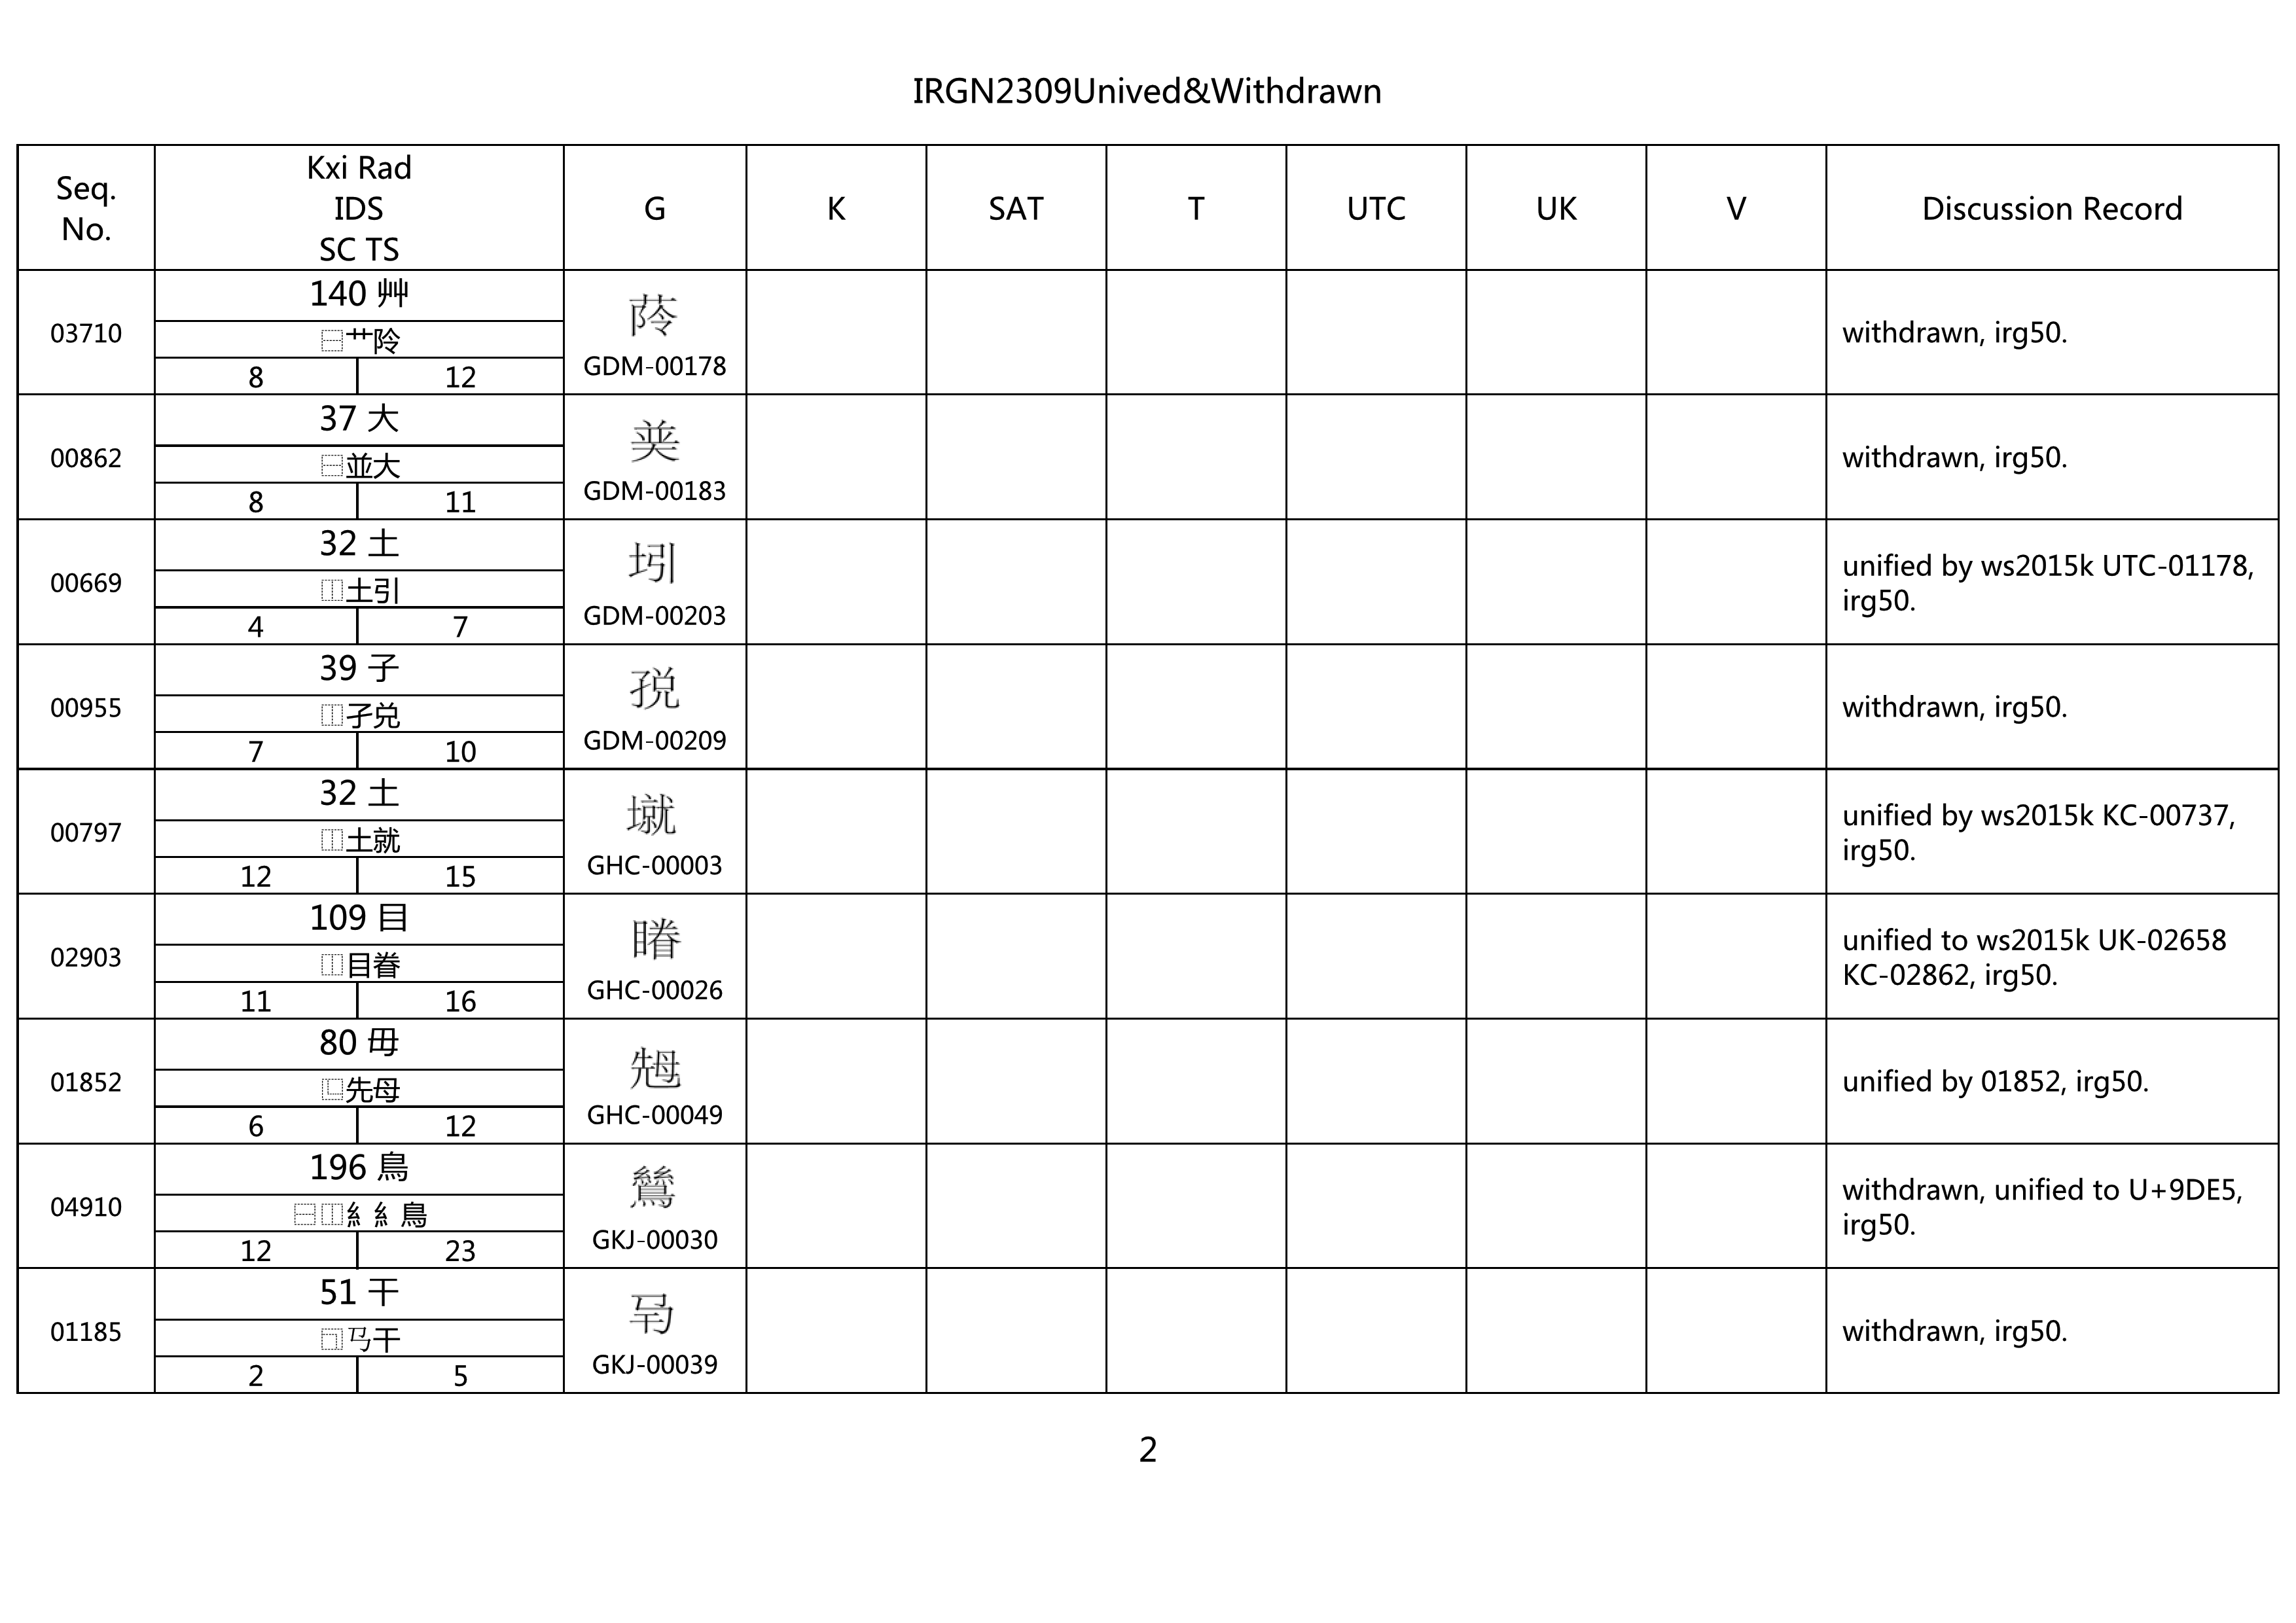 IRGN2309Unived&Withdrawn
Seq. No.
Kxi Rad
IDS
SC TS
G
K
SAT
T
UTC
UK
V
Discussion Record
03710
140 艸
⿱艹阾
8 12
GDM-00178
withdrawn, irg50.
00862
37 大
⿱並大
8 11
GDM-00183
withdrawn, irg50.
00669
32 土
⿰土引
4 7
GDM-00203
unified by ws2015k UTC-01178,
irg50.
00955
39 子
⿰孑兑
7 10
GDM-00209
withdrawn, irg50.
00797
32 土
⿰土就
12 15
GHC-00003
unified by ws2015k KC-00737,
irg50.
02903
109 目
⿰目眷
11 16
GHC-00026
unified to ws2015k UK-02658
KC-02862, irg50.
01852
80 毋
⿺先母
6 12
GHC-00049
unified by 01852, irg50.
04910
196 鳥
⿱⿰糹糹鳥
12 23
GKJ-00030
withdrawn, unified to U+9DE5,
irg50.
01185
51 干
⿹㐄干
2 5
GKJ-00039
withdrawn, irg50.
2